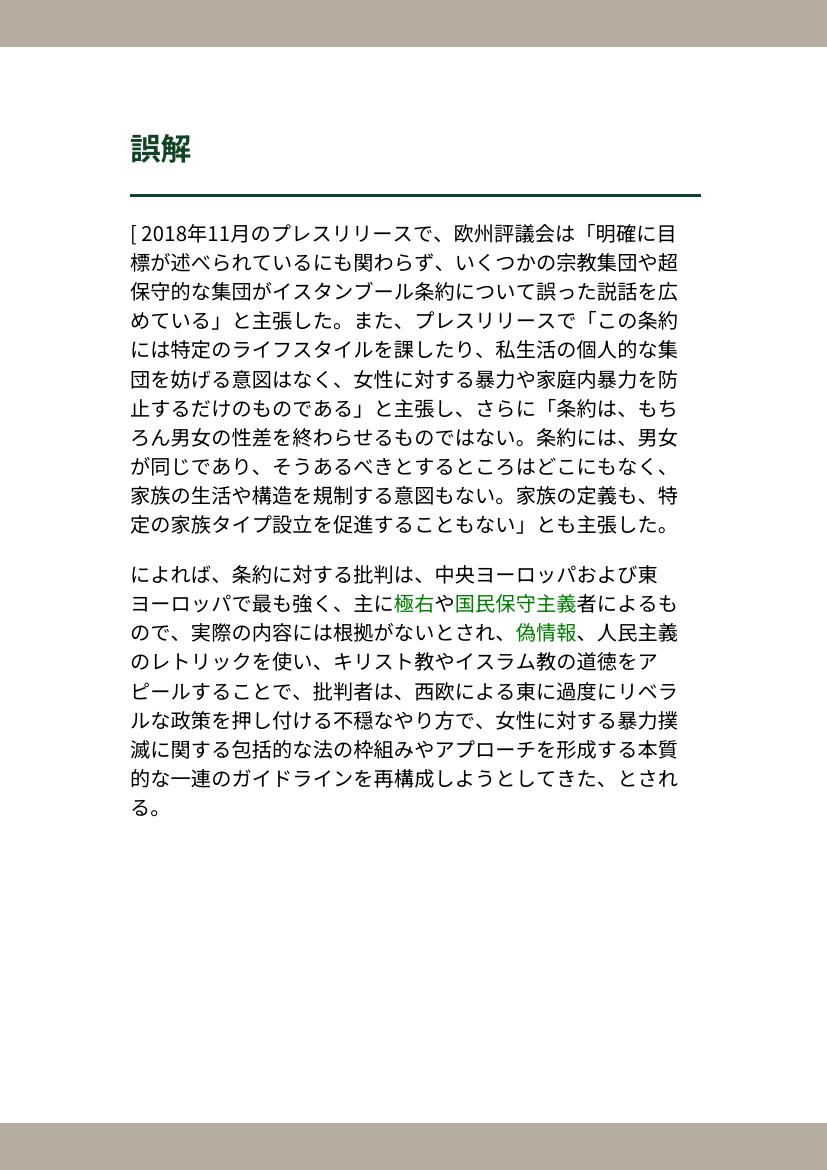 誤解
[ 2018年11月のプレスリリースで、欧州評議会は「明確に目
標が述べられているにも関わらず、いくつかの宗教集団や超
保守的な集団がイスタンブール条約について誤った説話を広
めている」と主張した。また、プレスリリースで「この条約
には特定のライフスタイルを課したり、私生活の個人的な集
団を妨げる意図はなく、女性に対する暴力や家庭内暴力を防
止するだけのものである」と主張し、さらに「条約は、もち
ろん男女の性差を終わらせるものではない。条約には、男女
が同じであり、そうあるべきとするところはどこにもなく、
家族の生活や構造を規制する意図もない。家族の定義も、特
定の家族タイプ設立を促進することもない」とも主張した。
によれば、条約に対する批判は、中央ヨーロッパおよび東
ヨーロッパで最も強く、主に極右や国民保守主義者によるも
ので、実際の内容には根拠がないとされ、偽情報、人民主義
のレトリックを使い、キリスト教やイスラム教の道徳をア
ピールすることで、批判者は、西欧による東に過度にリベラ
ルな政策を押し付ける不穏なやり方で、女性に対する暴力撲
滅に関する包括的な法の枠組みやアプローチを形成する本質
的な一連のガイドラインを再構成しようとしてきた、とされ
る。